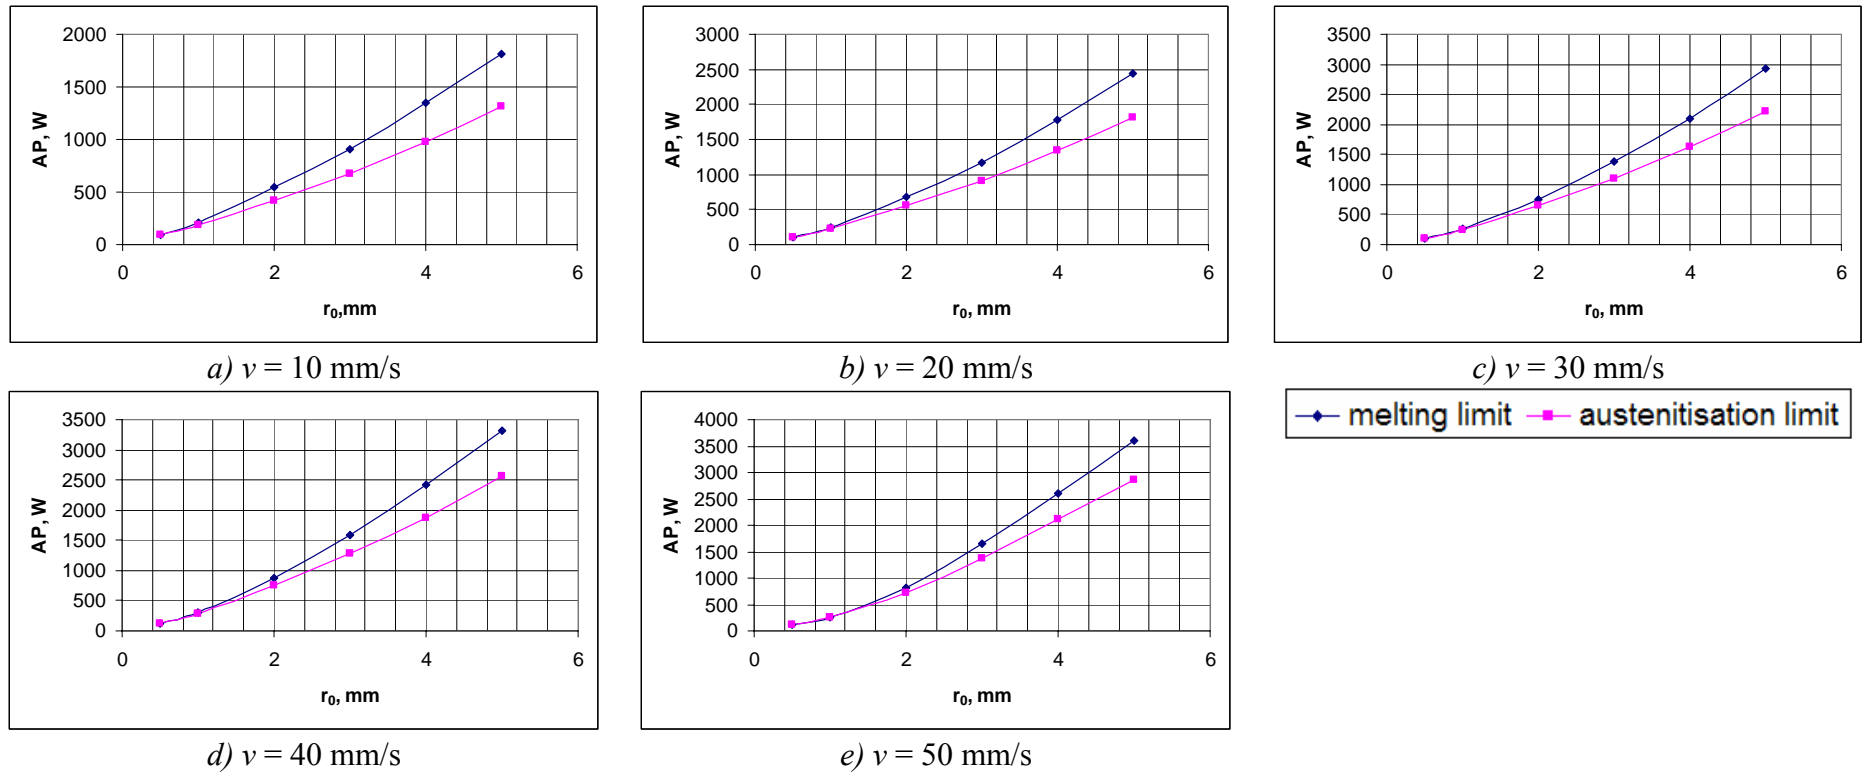 2000
1500
1000
500
0
AP, W
0 2 4 6
r₀,mm
a) v = 10 mm/s
3000
2500
2000
1500
1000
500
0
AP, W
0 2 4 6
r₀, mm
b) v = 20 mm/s
3500
3000
2500
2000
1500
1000
500
0
AP, W
0 2 4 6
r₀, mm
c) v = 30 mm/s
3500
3000
2500
2000
1500
1000
500
0
AP, W
0 2 4 6
r₀, mm
d) v = 40 mm/s
4000
3500
3000
2500
2000
1500
1000
500
0
AP, W
0 2 4 6
r₀, mm
e) v = 50 mm/s
melting limit austenitisation limit